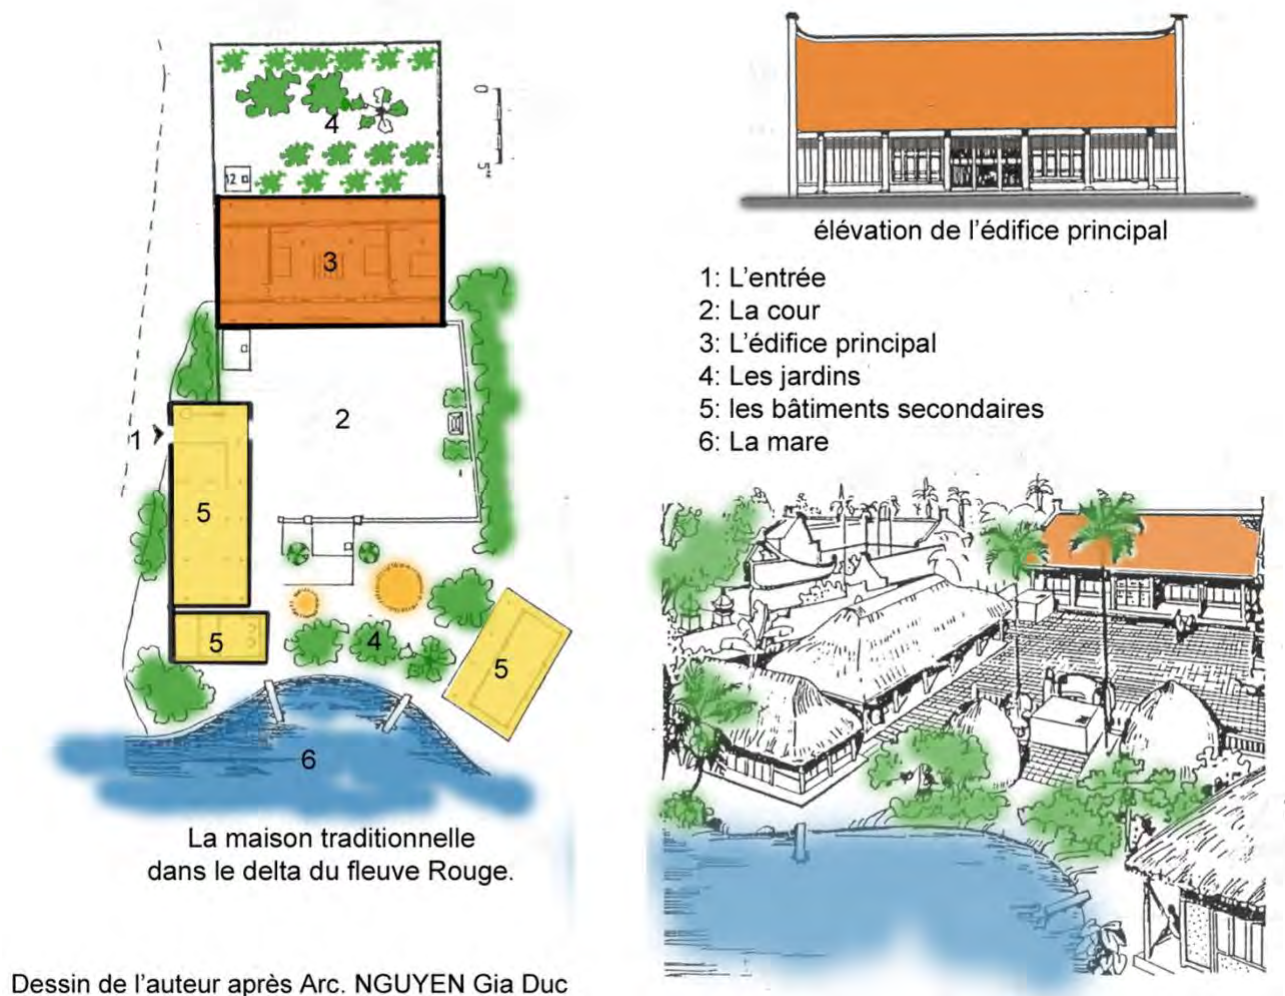 4
0
5m
12
3
1
2
5
5
4
5
6
La maison traditionnelle
dans le delta du fleuve Rouge.
Dessin de l'auteur après Arc. NGUYEN Gia Duc
élévation de l'édifice principal
1: L'entrée
2: La cour
3: L'édifice principal
4: Les jardins
5: les bâtiments secondaires
6: La mare